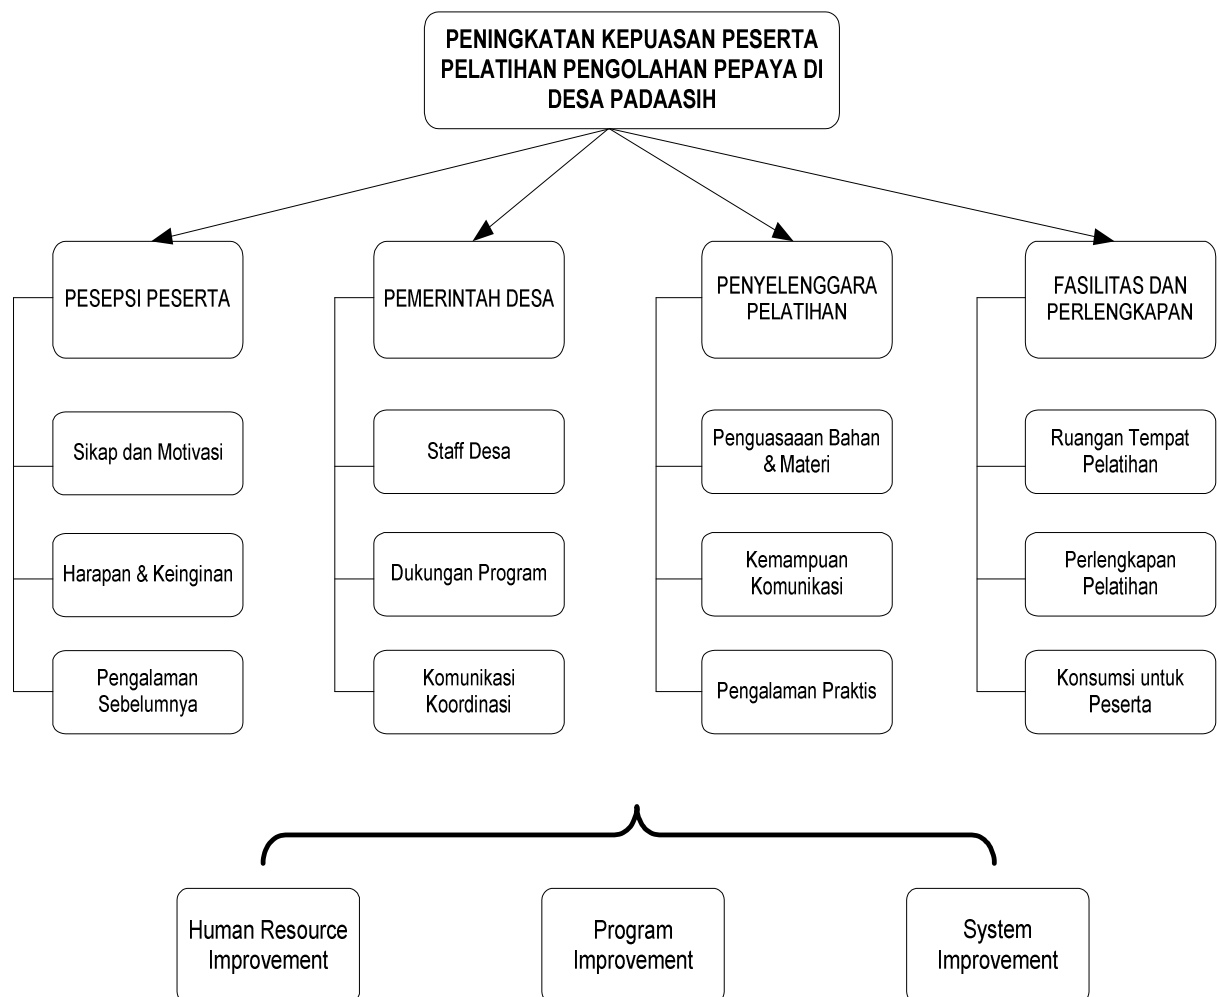 PENINGKATAN KEPUASAN PESERTA
PELATIHAN PENGOLAHAN PEPAYA DI
DESA PADAASIH
PESEPSI PESERTA
PEMERINTAH DESA
PENYELENGGARA
PELATIHAN
FASILITAS DAN
PERLENGKAPAN
Sikap dan Motivasi
Staff Desa
Penguasaaan Bahan
& Materi
Ruangan Tempat
Pelatihan
Harapan & Keinginan
Dukungan Program
Kemampuan
Komunikasi
Perlengkapan
Pelatihan
Pengalaman
Sebelumnya
Komunikasi
Koordinasi
Pengalaman Praktis
Konsumsi untuk
Peserta
Human Resource
Improvement
Program
Improvement
System
Improvement